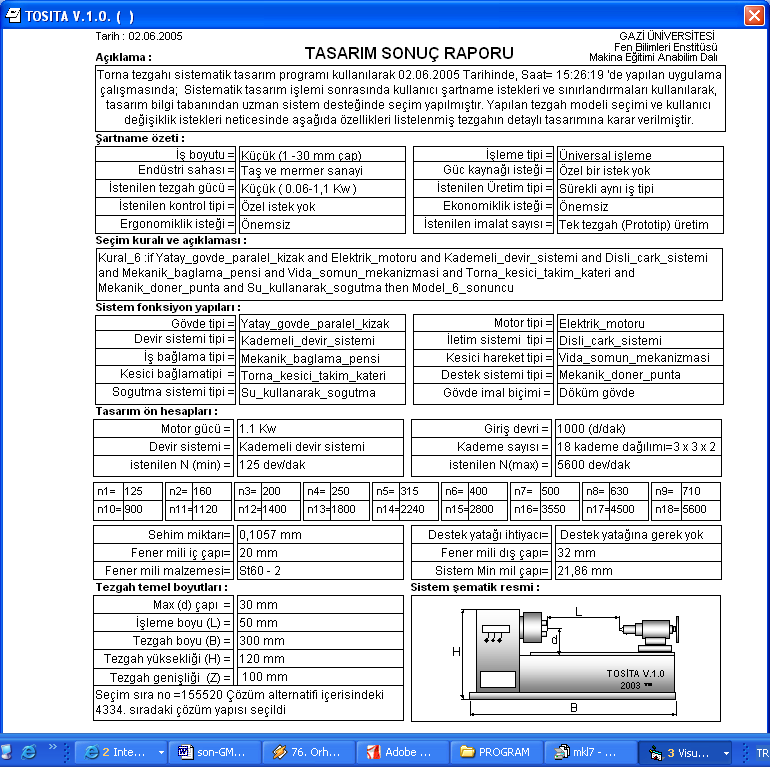 TOSITA V.1.0. ( )
Tarih : 02.06.2005
GAZİ ÜNİVERSİTESİ
Fen Bilimleri Enstitüsü
Makina Eğitimi Anabilim Dalı
TASARIM SONUÇ RAPORU
Açıklama :
Torna tezgahı sistematik tasarım programı kullanılarak 02.06.2005 Tarihinde, Saat= 15:26:19 'de yapılan uygulama
çalışmasında; Sistematik tasarım işlemi sonrasında kullanıcı şartname istekleri ve sınırlandırmaları kullanılarak,
tasarım bilgi tabanından uzman sistem desteğinde seçim yapılmıştır. Yapılan tezgah modeli seçimi ve kullanıcı
değişiklik istekleri neticesinde aşağıda özellikleri listelenmiş tezgahın detaylı tasarımına karar verilmiştir.
Şartname özeti :
İş boyutu = Küçük (1 -30 mm çap) İşleme tipi = Üniversal işleme
Endüstri sahası = Taş ve mermer sanayi Güc kaynağı isteği = Özel bir istek yok
İstenilen tezgah gücü = Küçük ( 0.06-1,1 Kw ) İstenilen Üretim tipi = Sürekli aynı iş tipi
İstenilen kontrol tipi = Özel istek yok Ekonomiklik isteği = Önemsiz
Ergonomiklik isteği = Önemsiz İstenilen imalat sayısı = Tek tezgah (Prototip) üretim
Seçim kuralı ve açıklaması :
Kural_6 :if Yatay_govde_paralel_kizak and Elektrik_motoru and Kademeli_devir_sistemi and Disli_cark_sistemi
and Mekanik_baglama_pensi and Vida_somun_mekanizmasi and Torna_kesici_takim_kateri and
Mekanik_doner_punta and Su_kullanarak_sogutma then Model_6_sonuncu
Sistem fonksiyon yapıları :
Gövde tipi = Yatay_govde_paralel_kizak Motor tipi = Elektrik_motoru
Devir sistemi tipi = Kademeli_devir_sistemi İletim sistemi tipi = Disli_cark_sistemi
İş bağlama tipi = Mekanik_baglama_pensi Kesici hareket tipi = Vida_somun_mekanizmasi
Kesici bağlamatipi = Torna_kesici_takim_kateri Destek sistemi tipi = Mekanik_doner_punta
Sogutma sistemi tipi = Su_kullanarak_sogutma Gövde imal biçimi = Döküm gövde
Tasarım ön hesapları :
Motor gücü = 1.1 Kw Giriş devri = 1000 (d/dak)
Devir sistemi = Kademeli devir sistemi Kademe sayısı = 18 kademe dağılımı=3 x 3 x 2
istenilen N (min) = 125 dev/dak istenilen N(max) = 5600 dev/dak
n1= 125 n2= 160 n3= 200 n4= 250 n5= 315 n6= 400 n7= 500 n8= 630 n9= 710
n10= 900 n11= 1120 n12= 1400 n13= 1800 n14= 2240 n15= 2800 n16= 3550 n17= 4500 n18= 5600
Sehim miktarı= 0,1057 mm Destek yatağı ihtiyacı= Destek yatağına gerek yok
Fener mili iç çapı= 20 mm Fener mili dış çapı= 32 mm
Fener mili malzemesi= St60 - 2 Sistem Min mil çapı= 21,86 mm
Tezgah temel boyutları : Sistem şematik resmi :
Max (d) çapı = 30 mm
İşleme boyu (L) = 50 mm
Tezgah boyu (B) = 300 mm
Tezgah yüksekliği (H) = 120 mm
Tezgah genişliği (Z) = 100 mm
Seçim sıra no =155520 Çözüm alternatifi içerisindeki
4334. sıradaki çözüm yapısı seçildi
L
d
H
TOSİTA V.1.0
2003 ™
B
2 Inte... son-GM... 76. Orh... Adobe ... PROGRAM mkl7 - ... 3 Visu... TR